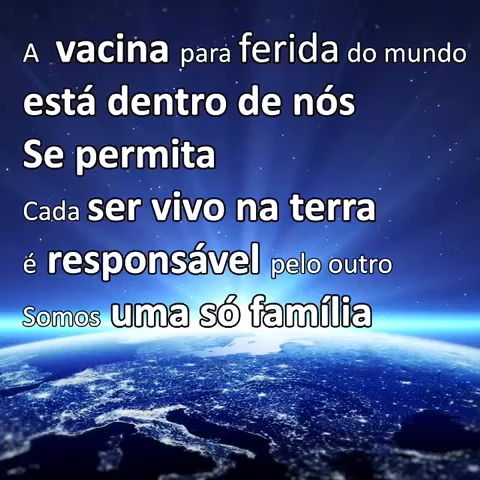 A vacina para ferida do mundo
está dentro de nós
Se permita
Cada ser vivo na terra
é responsável pelo outro
Somos uma só família